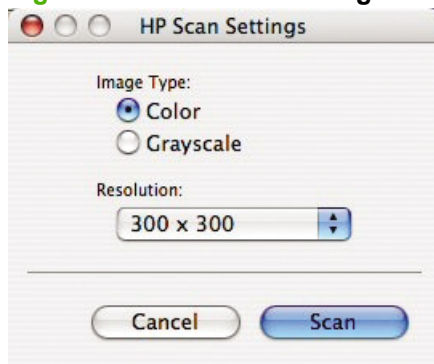 HP Scan Settings
Image Type:
Color
Grayscale
Resolution:
300 x 300
Cancel
Scan